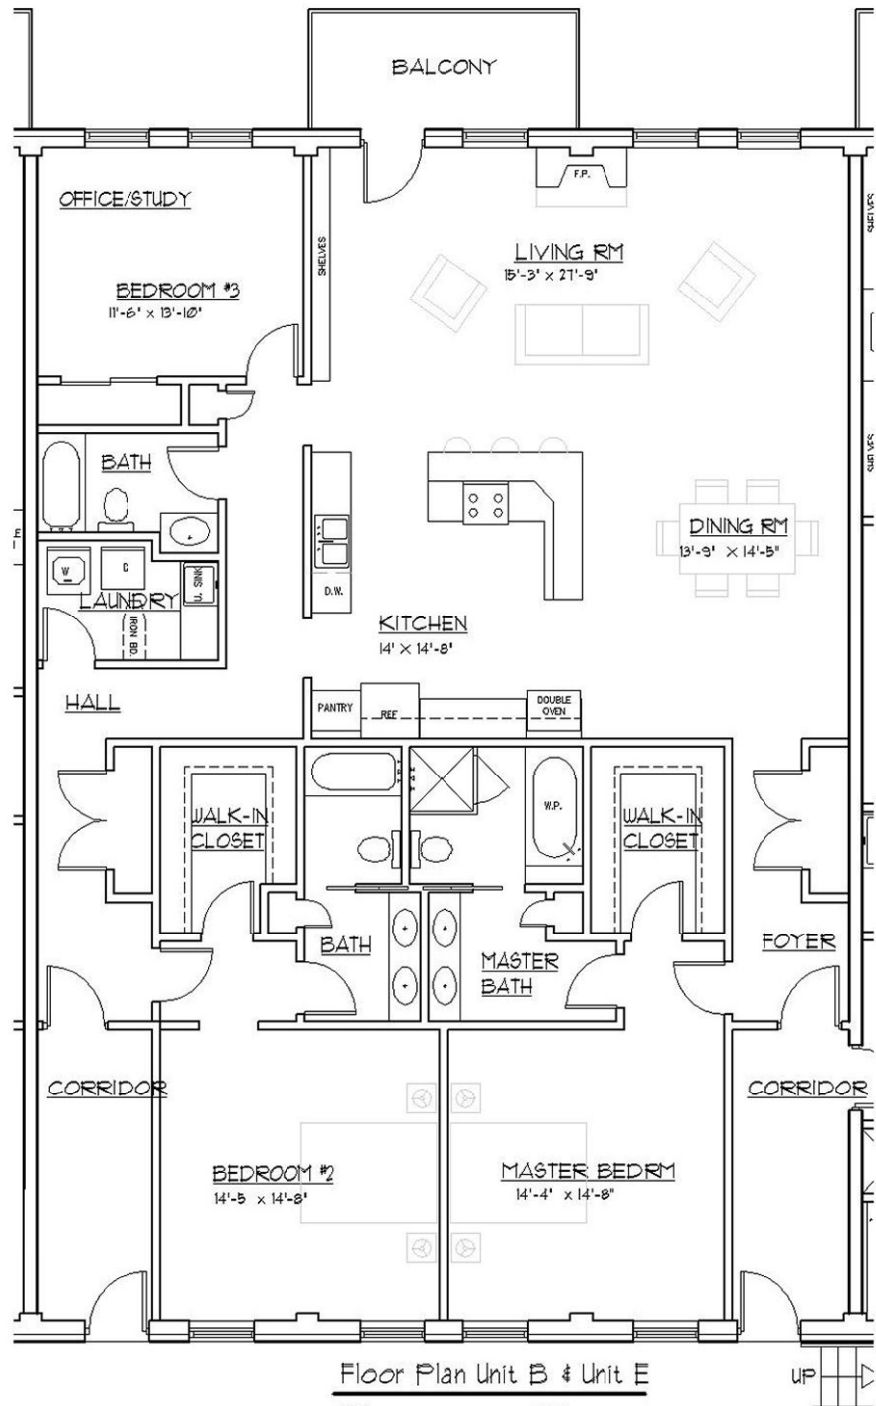 BALCONY
OFFICE/STUDY
F.P.
SHELVES
SHELVES
LIVING RM
15'-3" x 27'-9"
BEDROOM #3
11'-6" x 13'-10"
SHELVES
BATH
DINING RM
13'-9" x 14'-5"
W
C
U. SINK
D.W.
LAUNDRY
IRON BD.
KITCHEN
14' x 14'-8"
HALL
PANTRY
REF
DOUBLE
OVEN
W.P.
WALK-IN
CLOSET
WALK-IN
CLOSET
BATH
MASTER
BATH
FOYER
CORRIDOR
CORRIDOR
BEDROOM #2
14'-5 x 14'-8"
MASTER BEDRM
14'-4" x 14'-8"
Floor Plan Unit B & Unit E
UP